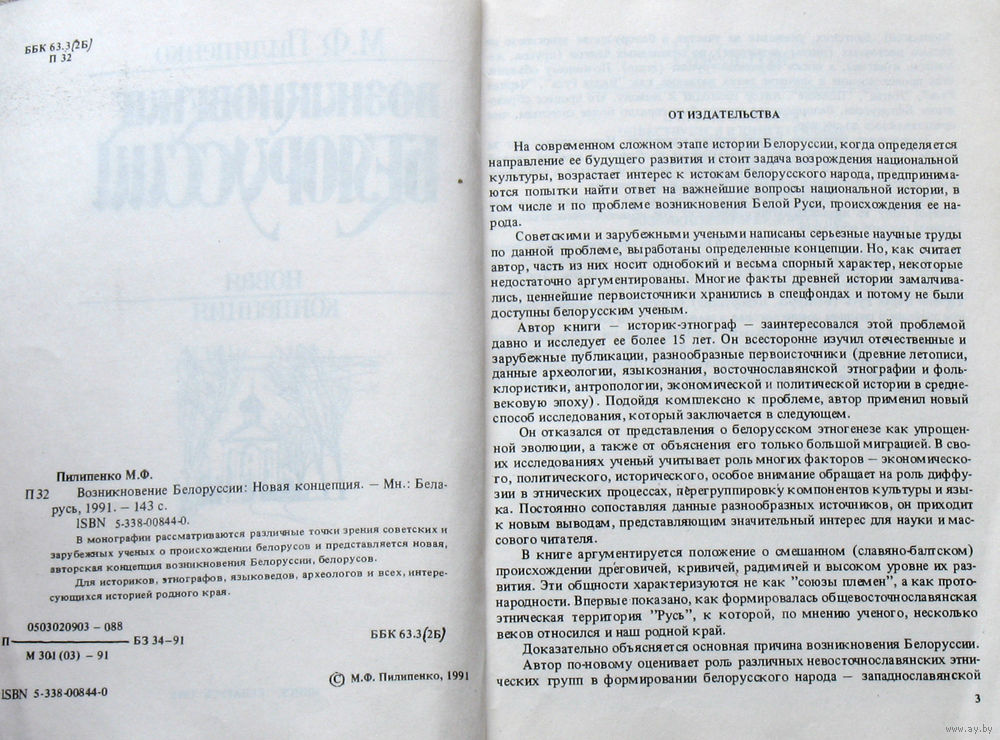 ББК 63.3(2Б)
П 32
Пилипенко М.Ф.
П 32 Возникновение Белоруссии: Новая концепция. — Мн.: Бела-
русь, 1991. — 143 с.
ISBN 5-338-00844-0.
В монографии рассматриваются различные точки зрения советских и
зарубежных ученых о происхождении белорусов и представляется новая,
авторская концепция возникновения Белоруссии, белорусов.
Для историков, этнографов, языковедов, археологов и всех, интере-
сующихся историей родного края.
0503020903 – 088
П БЗ 34–91
М 301(03) – 91
ББК 63.3(2Б)
ISBN 5-338-00844-0
© М.Ф. Пилипенко, 1991
ОТ ИЗДАТЕЛЬСТВА
На современном сложном этапе истории Белоруссии, когда определяется
направление ее будущего развития и стоит задача возрождения национальной
культуры, возрастает интерес к истокам белорусского народа, предпринима-
ются попытки найти ответ на важнейшие вопросы национальной истории, в
том числе и по проблеме возникновения Белой Руси, происхождения ее на-
рода.
Советскими и зарубежными учеными написаны серьезные научные труды
по данной проблеме, выработаны определенные концепции. Но, как считает
автор, часть из них носит однобокий и весьма спорный характер, некоторые
недостаточно аргументированы. Многие факты древней истории замалчива-
лись, ценнейшие первоисточники хранились в спецфондах и потому не были
доступны белорусским ученым.
Автор книги — историк-этнограф — заинтересовался этой проблемой
давно и исследует ее более 15 лет. Он всесторонне изучил отечественные и
зарубежные публикации, разнообразные первоисточники (древние летописи,
данные археологии, языкознания, восточнославянской этнографии и фоль-
клористики, антропологии, экономической и политической истории в средне-
вековую эпоху). Подойдя комплексно к проблеме, автор применил новый
способ исследования, который заключается в следующем.
Он отказался от представления о белорусском этногенезе как упрощен-
ной эволюции, а также от объяснения его только большой миграцией. В сво-
их исследованиях ученый учитывает роль многих факторов — экономическо-
го, политического, исторического, особое внимание обращает на роль диффу-
зии в этнических процессах, перегруппировку компонентов культуры и язы-
ка. Постоянно сопоставляя данные разнообразных источников, он приходит
к новым выводам, представляющим значительный интерес для науки и мас-
сового читателя.
В книге аргументируется положение о смешанном (славяно-балтском)
происхождении дреговичей, кривичей, радимичей и высоком уровне их раз-
вития. Эти общности характеризуются не как "союзы племен", а как прото-
народности. Впервые показано, как формировалась общевосточнославянская
этническая территория "Русь", к которой, по мнению ученого, несколько
веков относился и наш родной край.
Доказательно объясняется основная причина возникновения Белоруссии.
Автор по-новому оценивает роль различных невосточнославянских этни-
ческих групп в формировании белорусского народа — западнославянской
3
www.ay.by